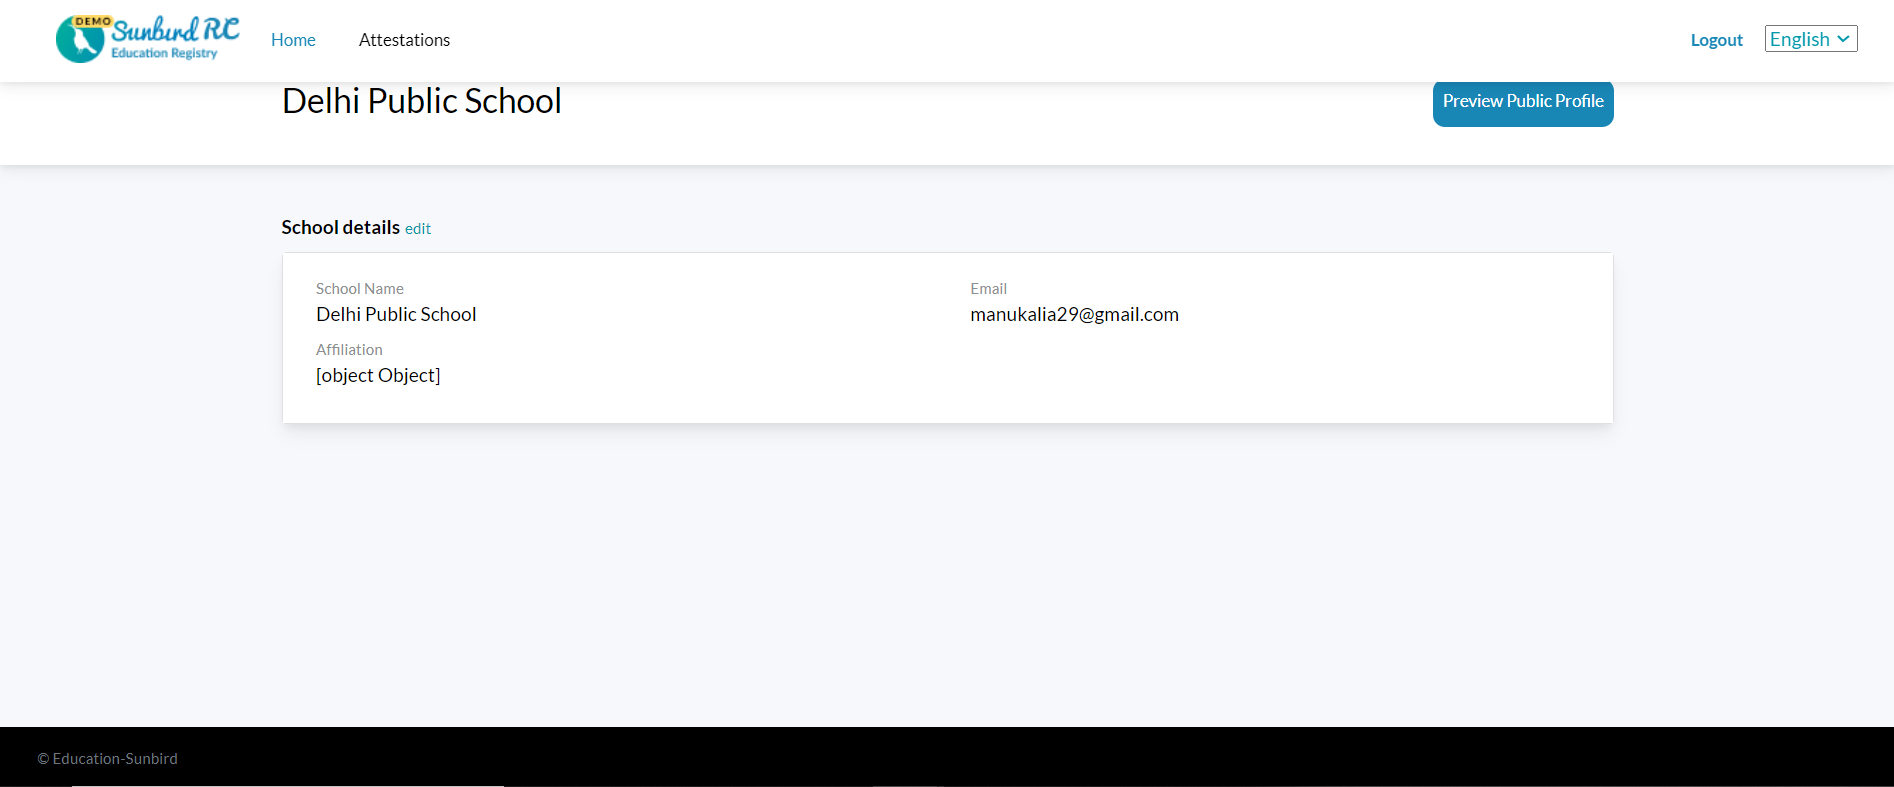 DEMO
Sunbird RC
Education Registry
Home
Attestations
Logout
English
Delhi Public School
Preview Public Profile
School details edit
School Name
Delhi Public School
Email
manukalia29@gmail.com
Affiliation
[object Object]
© Education-Sunbird